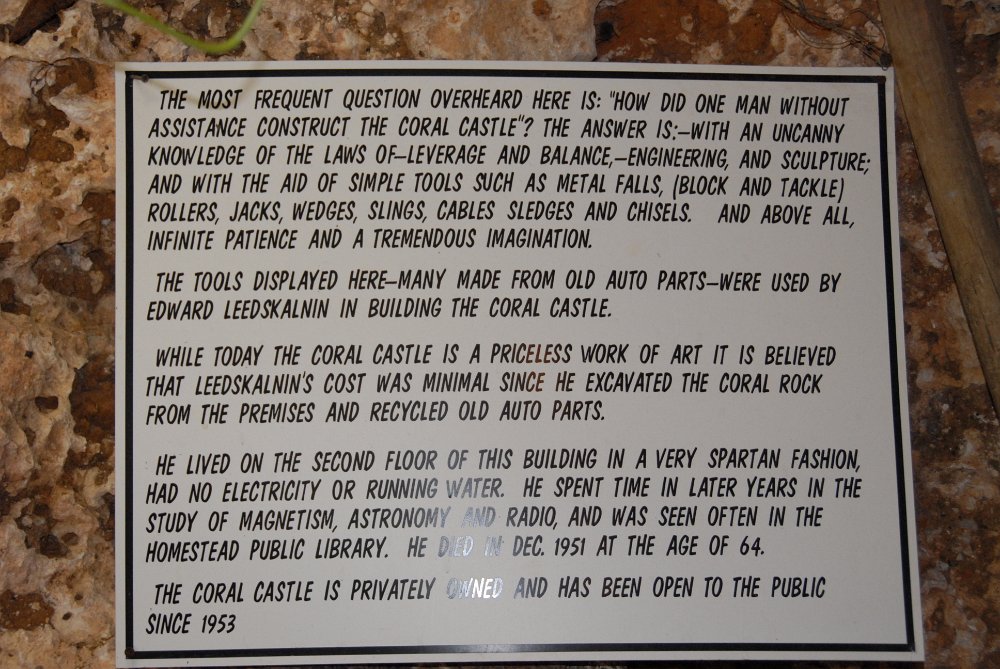 THE MOST FREQUENT QUESTION OVERHEARD HERE IS: "HOW DID ONE MAN WITHOUT
ASSISTANCE CONSTRUCT THE CORAL CASTLE"? THE ANSWER IS:—WITH AN UNCANNY
KNOWLEDGE OF THE LAWS OF—LEVERAGE AND BALANCE,—ENGINEERING, AND SCULPTURE;
AND WITH THE AID OF SIMPLE TOOLS SUCH AS METAL FALLS, (BLOCK AND TACKLE)
ROLLERS, JACKS, WEDGES, SLINGS, CABLES SLEDGES AND CHISELS. AND ABOVE ALL,
INFINITE PATIENCE AND A TREMENDOUS IMAGINATION.
THE TOOLS DISPLAYED HERE—MANY MADE FROM OLD AUTO PARTS—WERE USED BY
EDWARD LEEDSKALNIN IN BUILDING THE CORAL CASTLE.
WHILE TODAY THE CORAL CASTLE IS A PRICELESS WORK OF ART IT IS BELIEVED
THAT LEEDSKALNIN'S COST WAS MINIMAL SINCE HE EXCAVATED THE CORAL ROCK
FROM THE PREMISES AND RECYCLED OLD AUTO PARTS.
HE LIVED ON THE SECOND FLOOR OF THIS BUILDING IN A VERY SPARTAN FASHION,
HAD NO ELECTRICITY OR RUNNING WATER. HE SPENT TIME IN LATER YEARS IN THE
STUDY OF MAGNETISM, ASTRONOMY AND RADIO, AND WAS SEEN OFTEN IN THE
HOMESTEAD PUBLIC LIBRARY. HE DIED IN DEC. 1951 AT THE AGE OF 64.
THE CORAL CASTLE IS PRIVATELY OWNED AND HAS BEEN OPEN TO THE PUBLIC
SINCE 1953